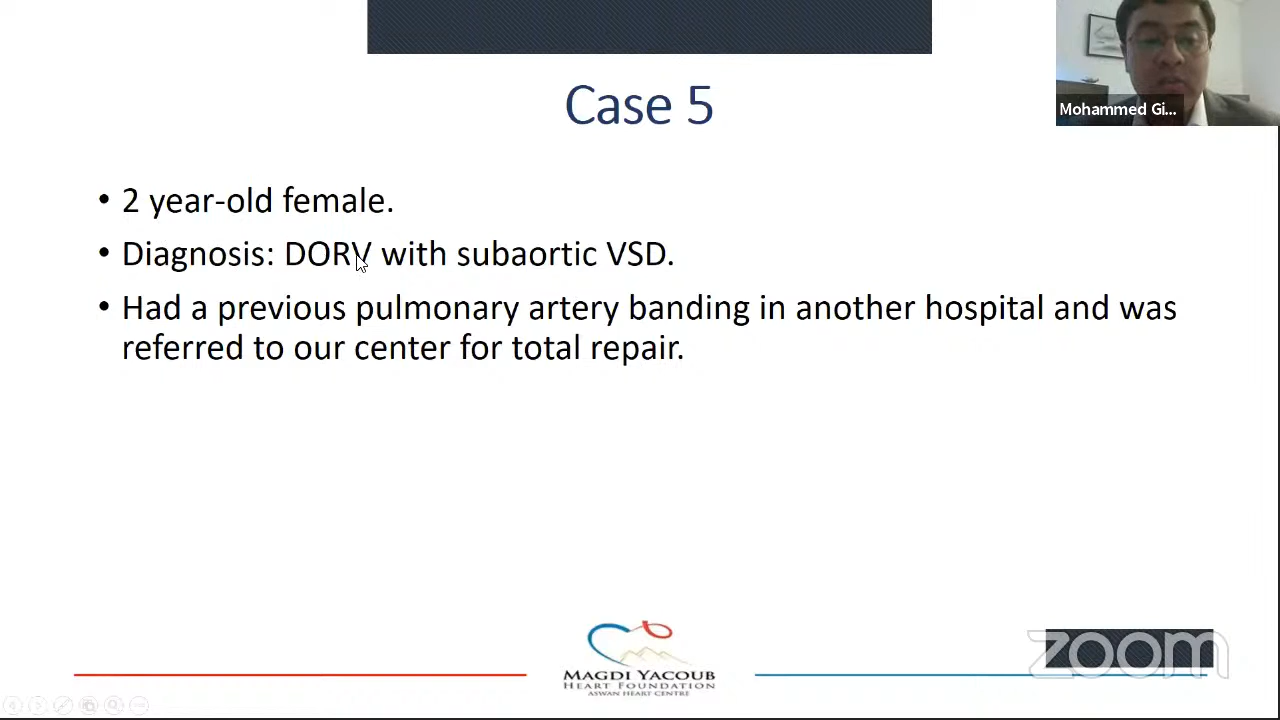 Case 5
Mohammed Gi...
• 2 year-old female.
• Diagnosis: DORV with subaortic VSD.
• Had a previous pulmonary artery banding in another hospital and was
referred to our center for total repair.
MAGDI YACOUB
HEART FOUNDATION
ASWAN HEART CENTRE
zoom